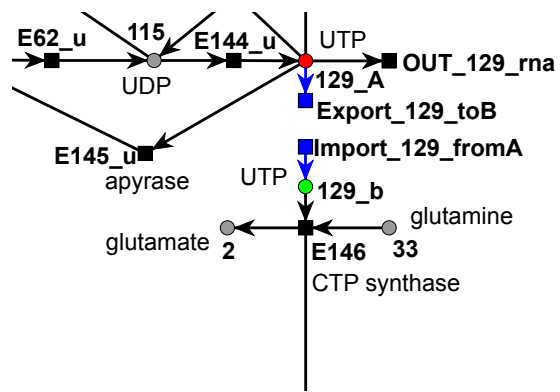 E62_u
115
E144_u
UTP
UDP
129_A
OUT_129_rna
Export_129_toB
E145_u
apyrase
Import_129_fromA
UTP
129_b
glutamate
2
E146
33
glutamine
CTP synthase